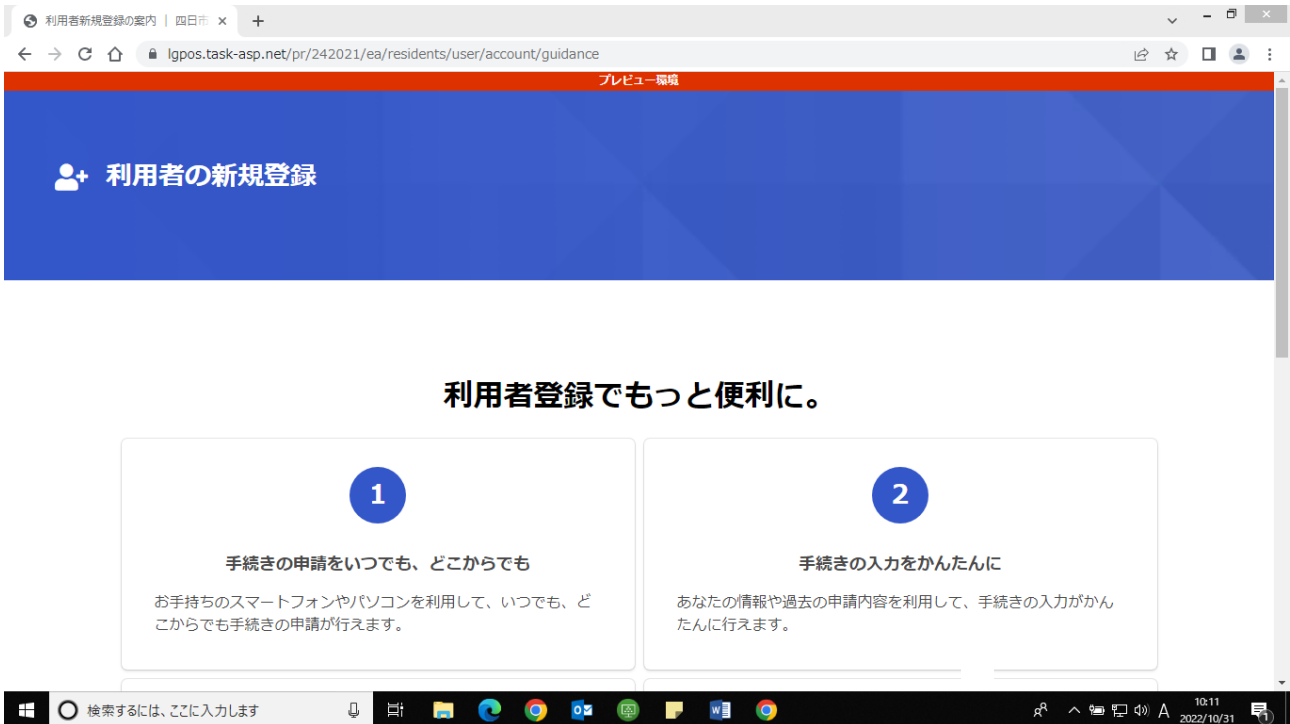 利用者新規登録の案内 | 四日市
lgpos.task-asp.net/pr/242021/ea/residents/user/account/guidance
プレビュー環境
利用者の新規登録
利用者登録でもっと便利に。
1
手続きの申請をいつでも、どこからでも
お手持ちのスマートフォンやパソコンを利用して、いつでも、ど
こからでも手続きの申請が行えます。
2
手続きの入力をかんたんに
あなたの情報や過去の申請内容を利用して、手続きの入力がかん
たんに行えます。
検索するには、ここに入力します
A
10:11
2022/10/31
1